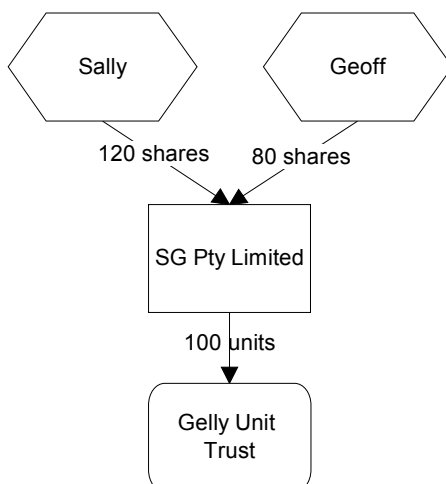 Sally
Geoff
120 shares
80 shares
SG Pty Limited
100 units
Gelly Unit
Trust